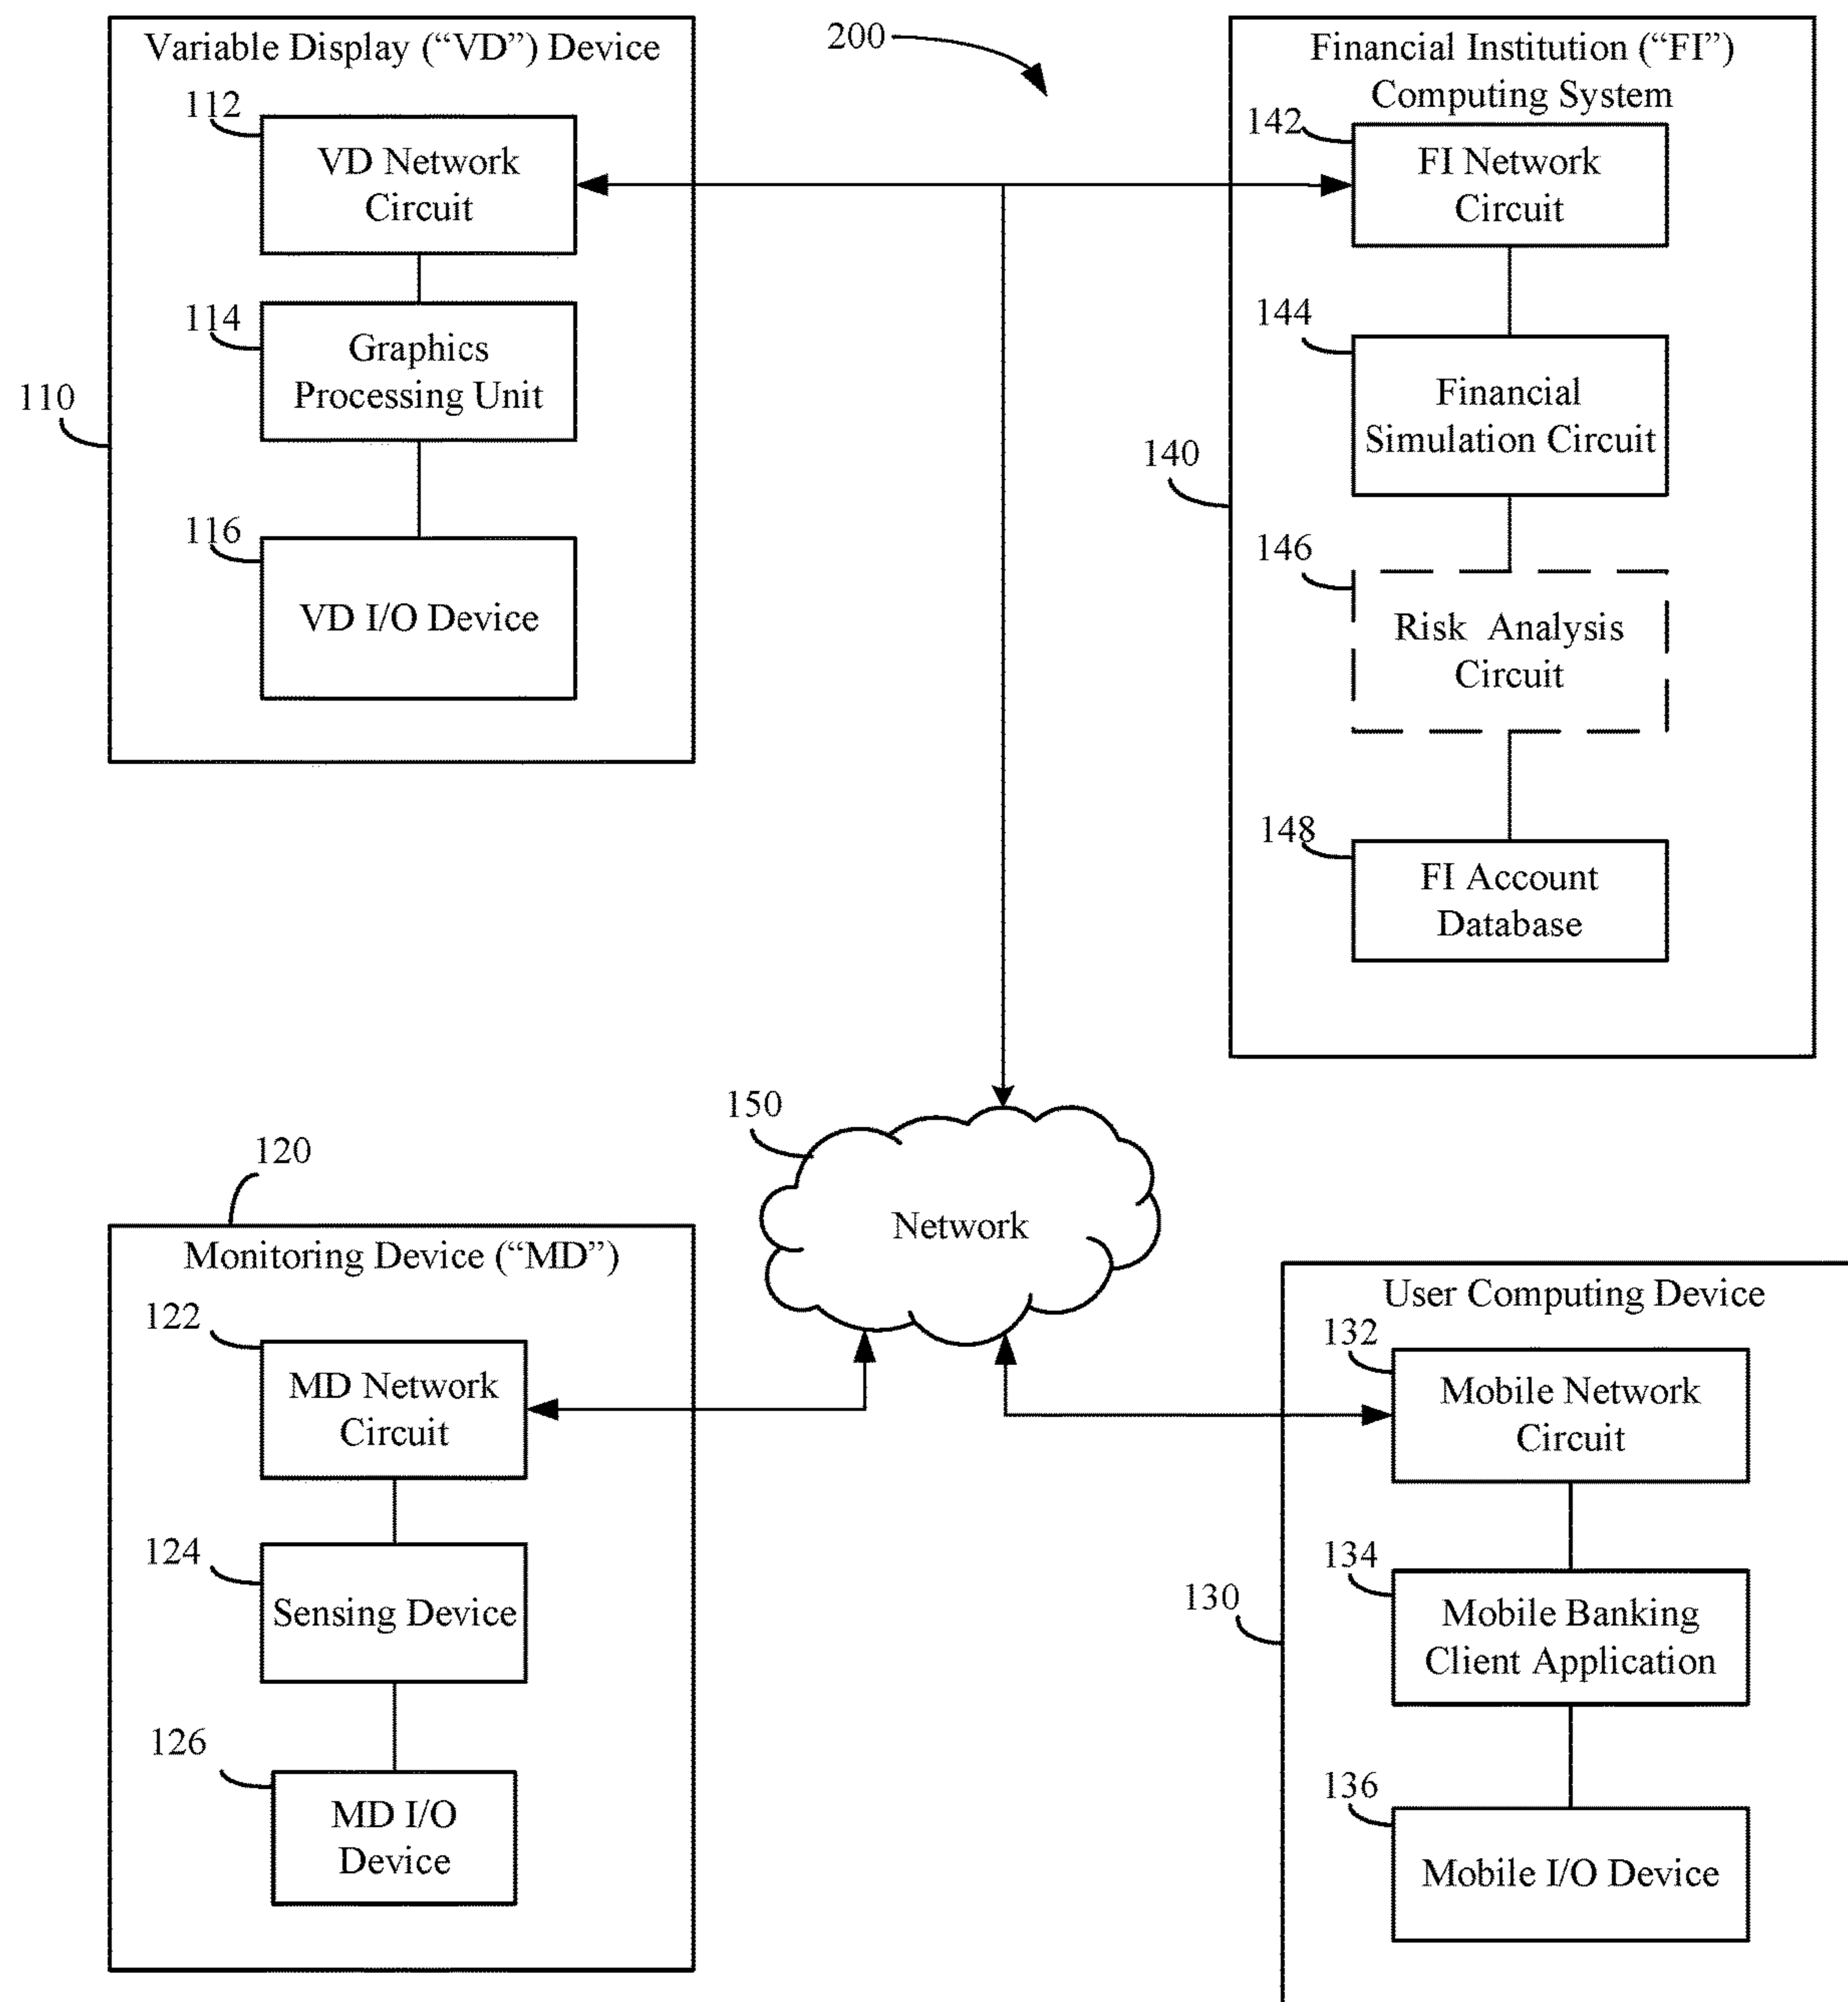 Variable Display (“VD”) Device
112
VD Network
Circuit
114
Graphics
Processing Unit
110
116
VD I/O Device
200
Financial Institution (“FI”)
Computing System
142
FI Network
Circuit
144
Financial
Simulation Circuit
140
146
Risk Analysis
Circuit
148
FI Account
Database
150
Network
120
Monitoring Device (“MD”)
122
MD Network
Circuit
124
Sensing Device
126
MD I/O
Device
User Computing Device
132
Mobile Network
Circuit
134
Mobile Banking
Client Application
130
136
Mobile I/O Device